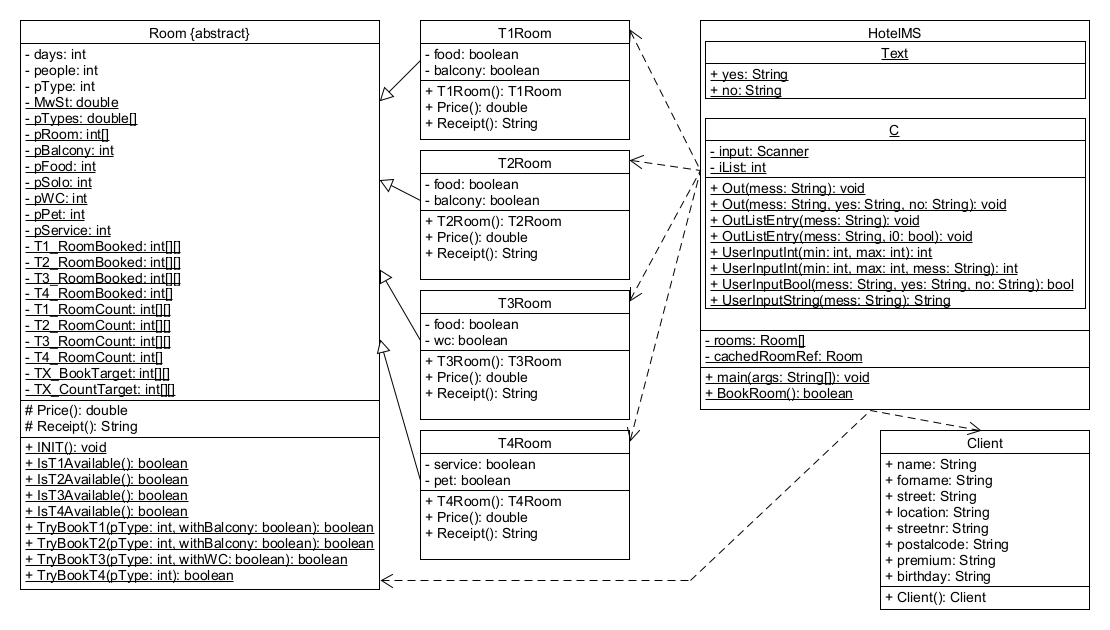 Room {abstract}
- days: int
- people: int
- pType: int
- MwSt: double
- pTypes: double[]
- pRoom: int[]
- pBalcony: int
- pFood: int
- pSolo: int
- pWC: int
- pPet: int
- pService: int
- T1_RoomBooked: int[][]
- T2_RoomBooked: int[][]
- T3_RoomBooked: int[][]
- T4_RoomBooked: int[]
- T1_RoomCount: int[][]
- T2_RoomCount: int[][]
- T3_RoomCount: int[][]
- T4_RoomCount: int[]
- TX_BookTarget: int[][]
- TX_CountTarget: int[][]
# Price(): double
# Receipt(): String
+ INIT(): void
+ IsT1Available(): boolean
+ IsT2Available(): boolean
+ IsT3Available(): boolean
+ IsT4Available(): boolean
+ TryBookT1(pType: int, withBalcony: boolean): boolean
+ TryBookT2(pType: int, withBalcony: boolean): boolean
+ TryBookT3(pType: int, withWC: boolean): boolean
+ TryBookT4(pType: int): boolean
T1Room
- food: boolean
- balcony: boolean
+ T1Room(): T1Room
+ Price(): double
+ Receipt(): String
T2Room
- food: boolean
- balcony: boolean
+ T2Room(): T2Room
+ Price(): double
+ Receipt(): String
T3Room
- food: boolean
- wc: boolean
+ T3Room(): T3Room
+ Price(): double
+ Receipt(): String
T4Room
- service: boolean
- pet: boolean
+ T4Room(): T4Room
+ Price(): double
+ Receipt(): String
HotelMS
Text
+ yes: String
+ no: String
C
- input: Scanner
- iList: int
+ Out(mess: String): void
+ Out(mess: String, yes: String, no: String): void
+ OutListEntry(mess: String): void
+ OutListEntry(mess: String, i0: bool): void
+ UserInputInt(min: int, max: int): int
+ UserInputInt(min: int, max: int, mess: String): int
+ UserInputBool(mess: String, yes: String, no: String): bool
+ UserInputString(mess: String): String
- rooms: Room[]
- cachedRoomRef: Room
+ main(args: String[]): void
+ BookRoom(): boolean
Client
+ name: String
+ forname: String
+ street: String
+ location: String
+ streetnr: String
+ postalcode: String
+ premium: String
+ birthday: String
+ Client(): Client